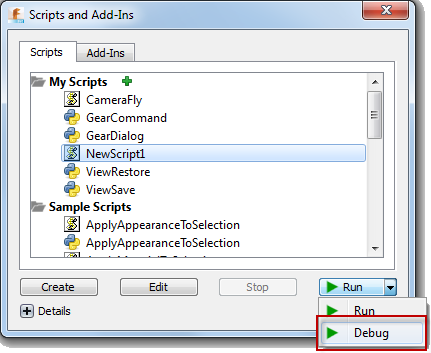 Scripts and Add-Ins
Scripts
Add-Ins
My Scripts
CameraFly
GearCommand
GearDialog
NewScript1
ViewRestore
ViewSave
Sample Scripts
ApplyAppearanceToSelection
ApplyAppearanceToSelection
Create
Edit
Stop
Run
Details
Run
Debug